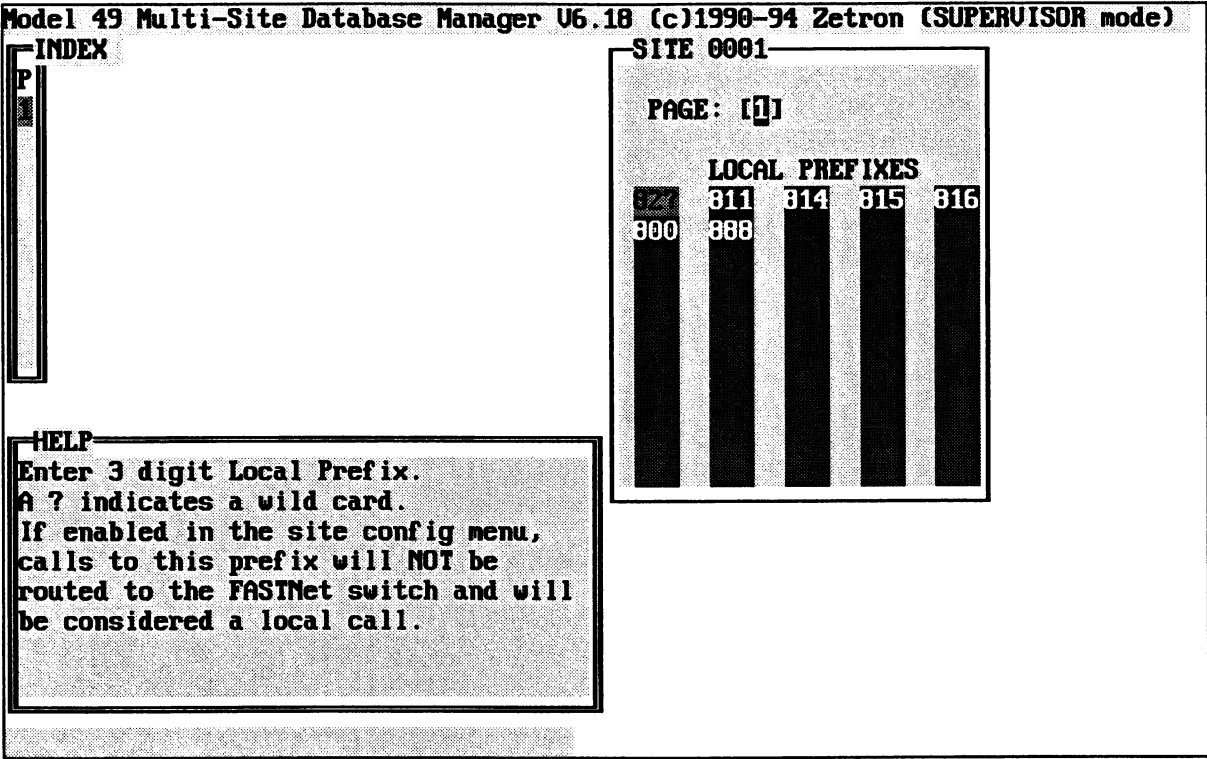 Model 49 Multi-Site Database Manager V6.18 (c)1990-94 Zetron (SUPERVISOR mode)
INDEX
P
1
SITE 0001
PAGE: [1]
LOCAL PREFIXES
827 811 814 815 816
800 888
HELP
Enter 3 digit Local Prefix.
A ? indicates a wild card.
If enabled in the site config menu,
calls to this prefix will NOT be
routed to the FASTNet switch and will
be considered a local call.